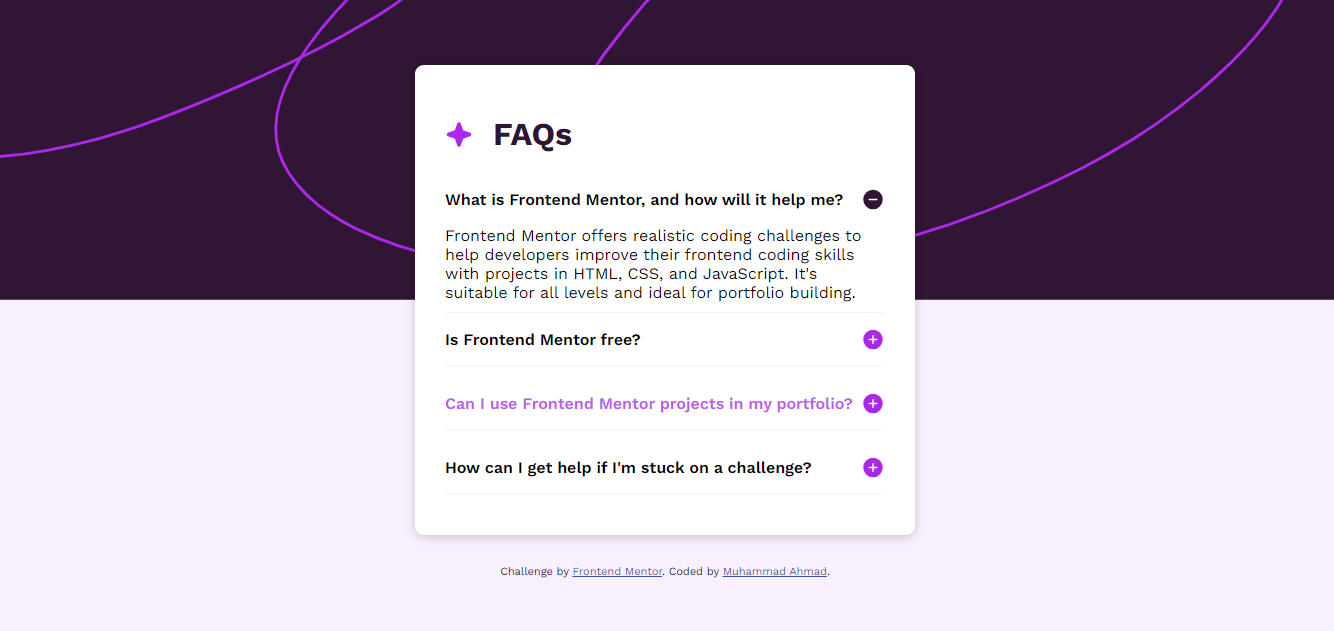 FAQs
What is Frontend Mentor, and how will it help me?
Frontend Mentor offers realistic coding challenges to
help developers improve their frontend coding skills
with projects in HTML, CSS, and JavaScript. It's
suitable for all levels and ideal for portfolio building.
Is Frontend Mentor free?
Can I use Frontend Mentor projects in my portfolio?
How can I get help if I'm stuck on a challenge?
Challenge by Frontend Mentor. Coded by Muhammad Ahmad.